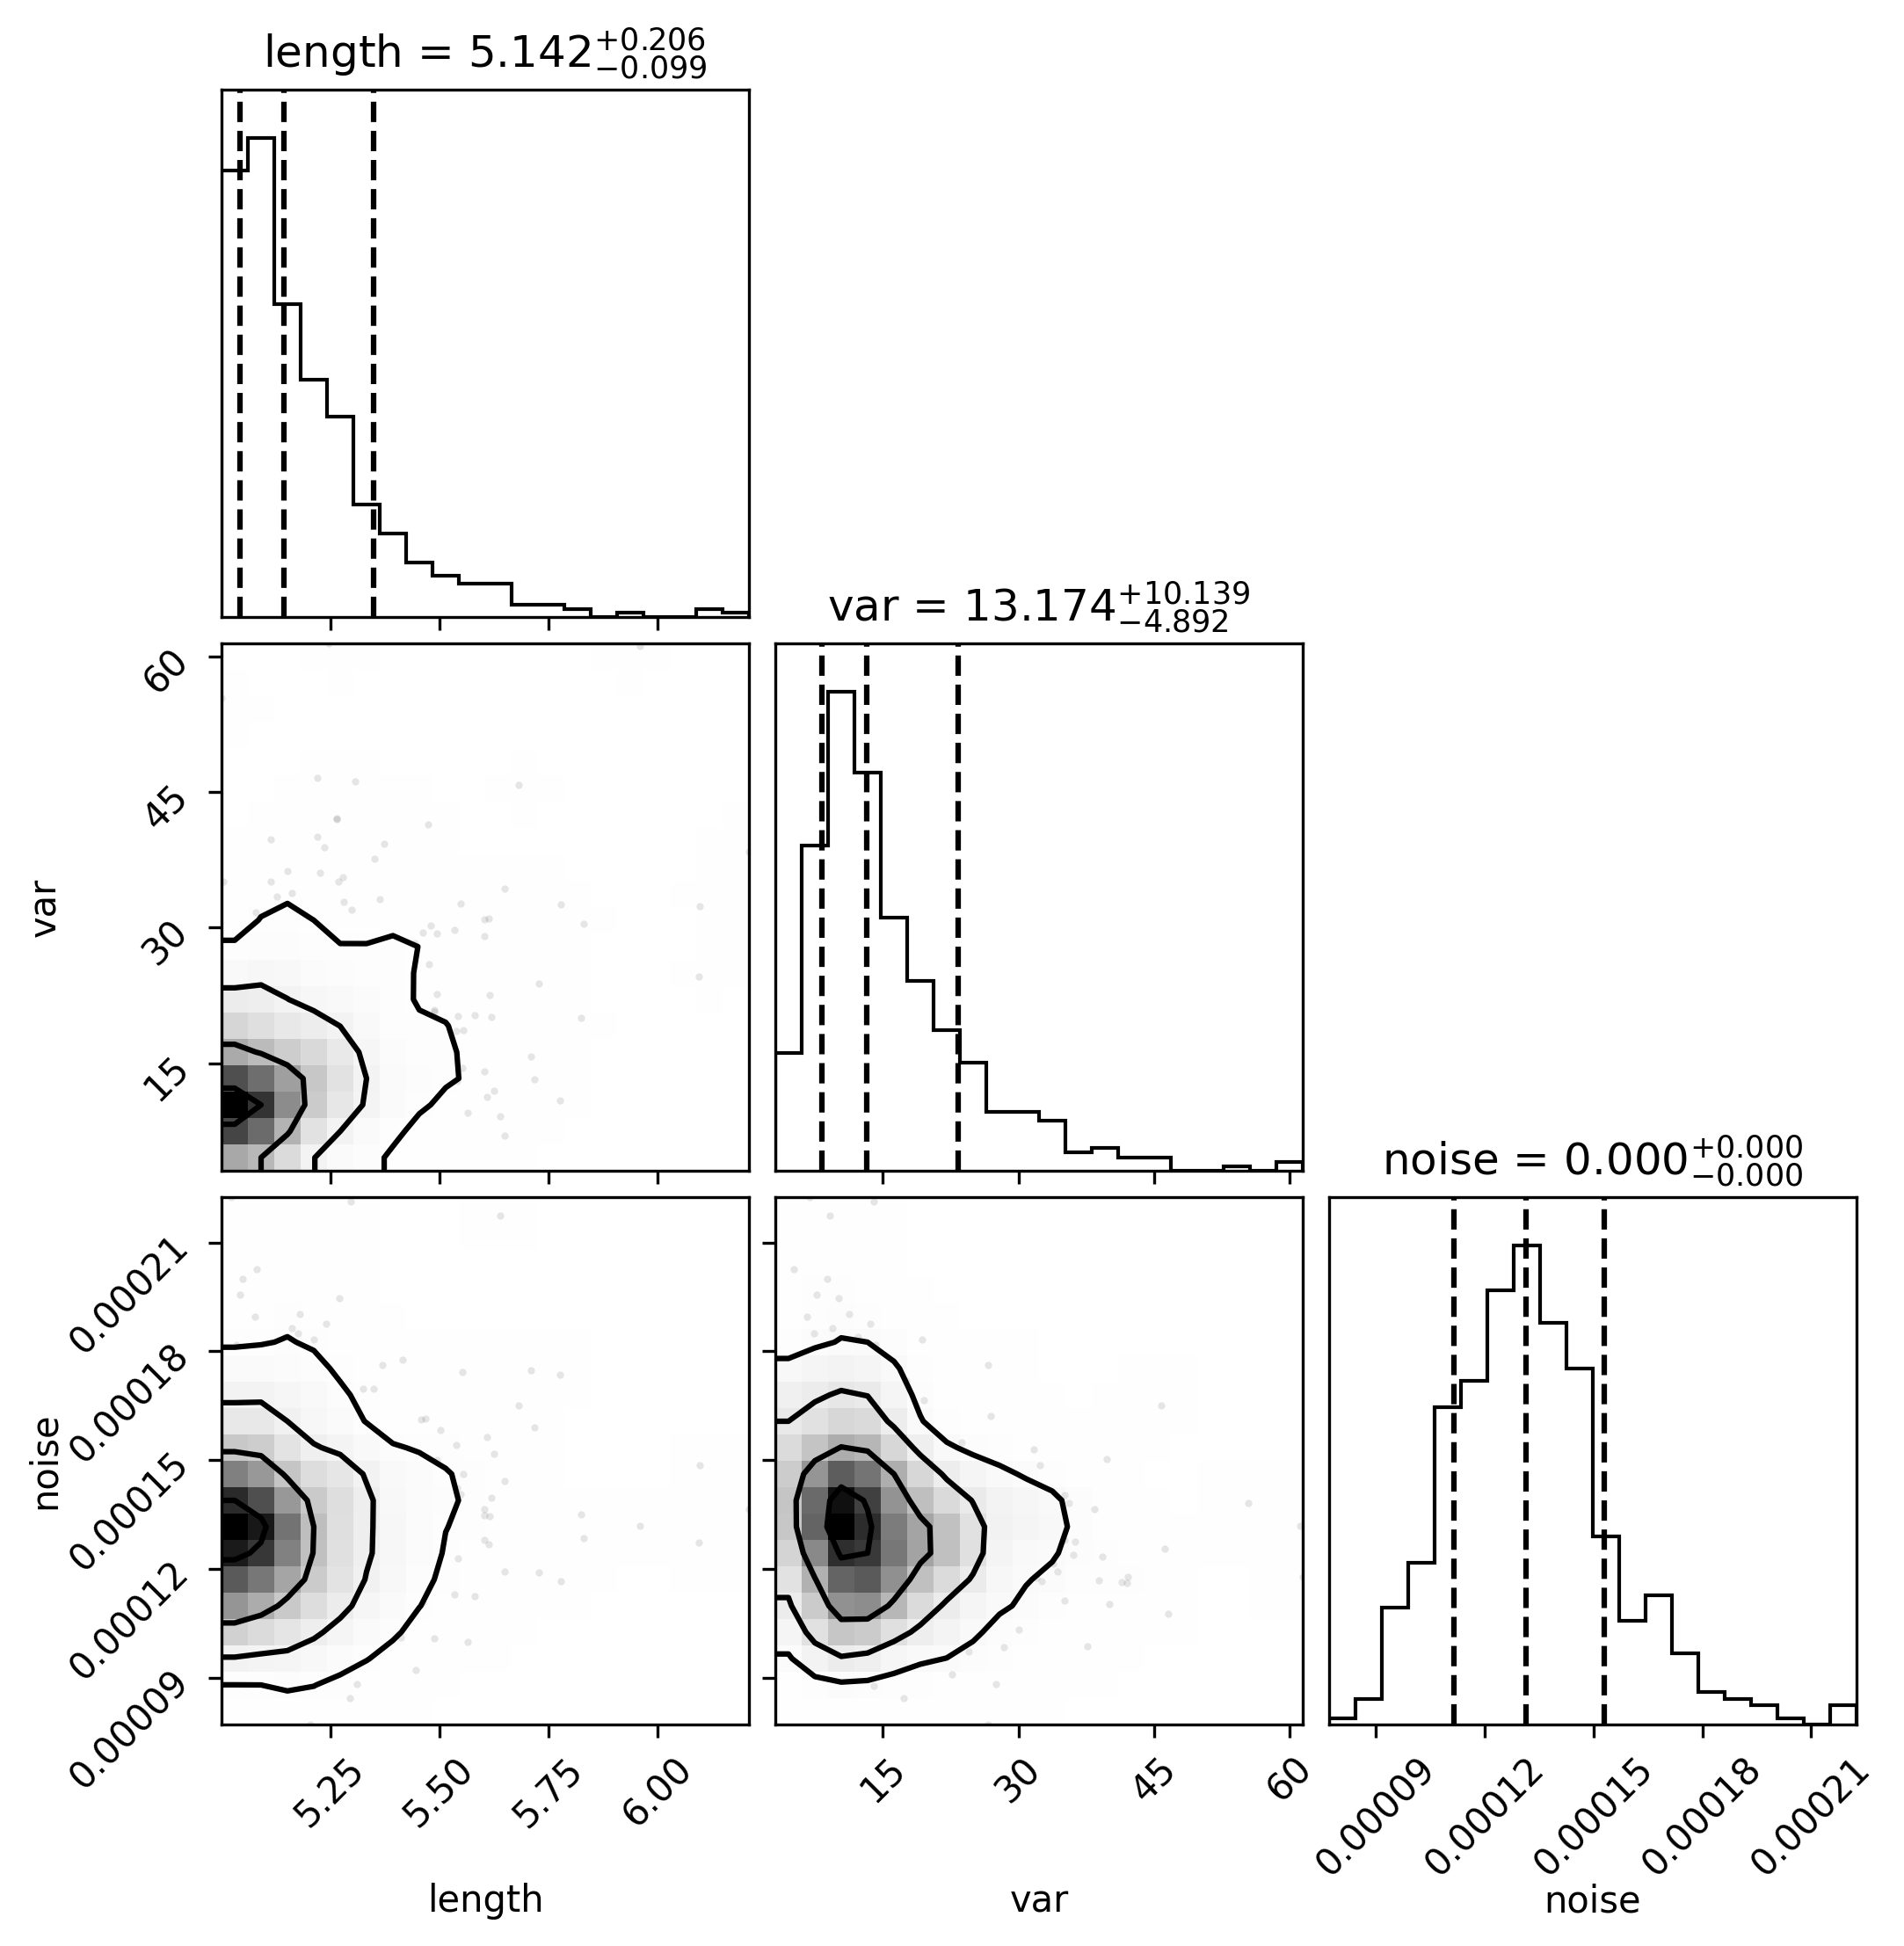 length = 5.142+0.206 −0.099
var = 13.174+10.139 −4.892
60
45
30
15
var
noise = 0.000+0.000 −0.000
0.00021
0.00018
0.00015
0.00012
0.00009
noise
5.25 5.50 5.75 6.00
15 30 45 60
0.00009 0.00012 0.00015 0.00018 0.00021
length var noise